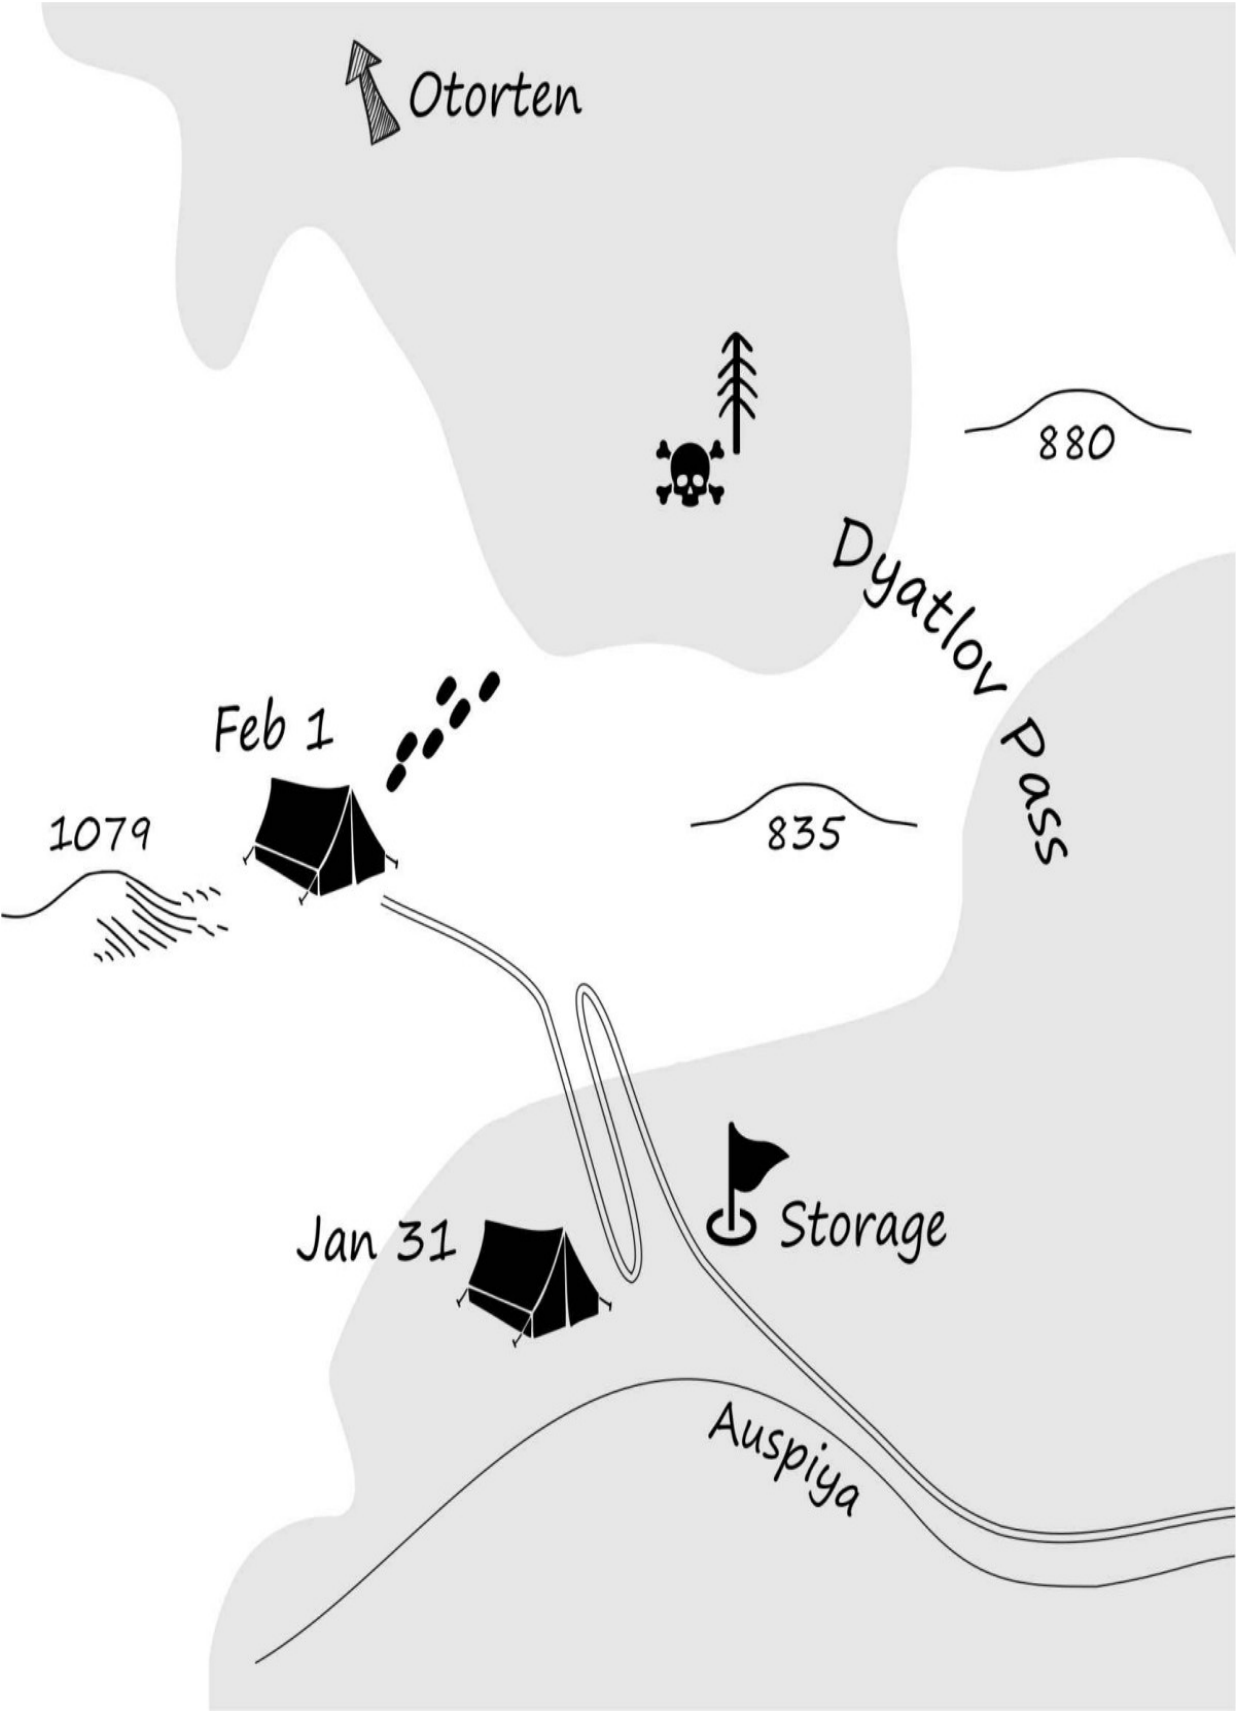 Otorten
880
Dyatlov Pass
Feb 1
1079
835
Storage
Jan 31
Auspiya